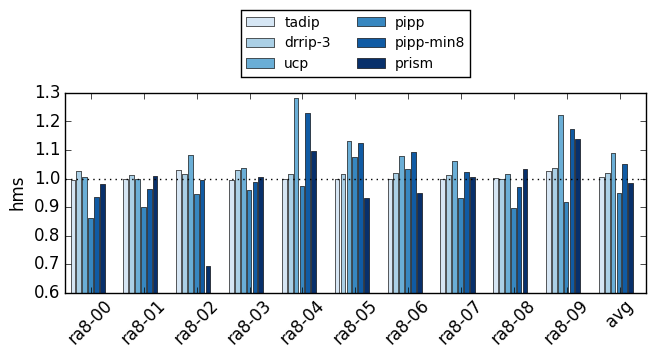 tadip
drrip-3
ucp
pipp
pipp-min8
prism
hms
1.3
1.2
1.1
1.0
0.9
0.8
0.7
0.6
ra8-00
ra8-01
ra8-02
ra8-03
ra8-04
ra8-05
ra8-06
ra8-07
ra8-08
ra8-09
avg